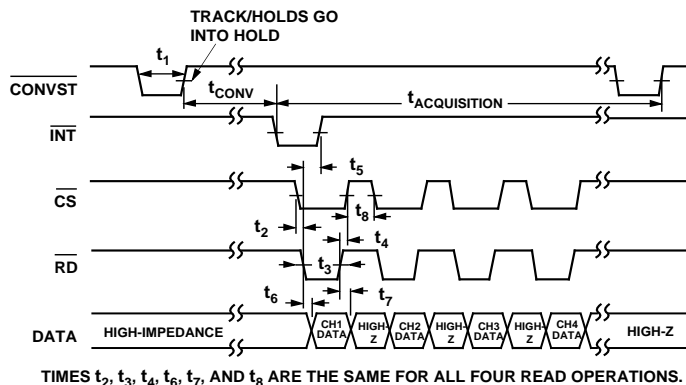 TRACK/HOLDS GO
INTO HOLD
t1
CONVST
tCONV
tACQUISITION
INT
t5
CS
t8
t2
t4
RD
t3
t6
t7
DATA
HIGH-IMPEDANCE
CH1
DATA
HIGH-
Z
CH2
DATA
HIGH-
Z
CH3
DATA
HIGH-
Z
CH4
DATA
HIGH-Z
TIMES t2, t3, t4, t6, t7, AND t8 ARE THE SAME FOR ALL FOUR READ OPERATIONS.